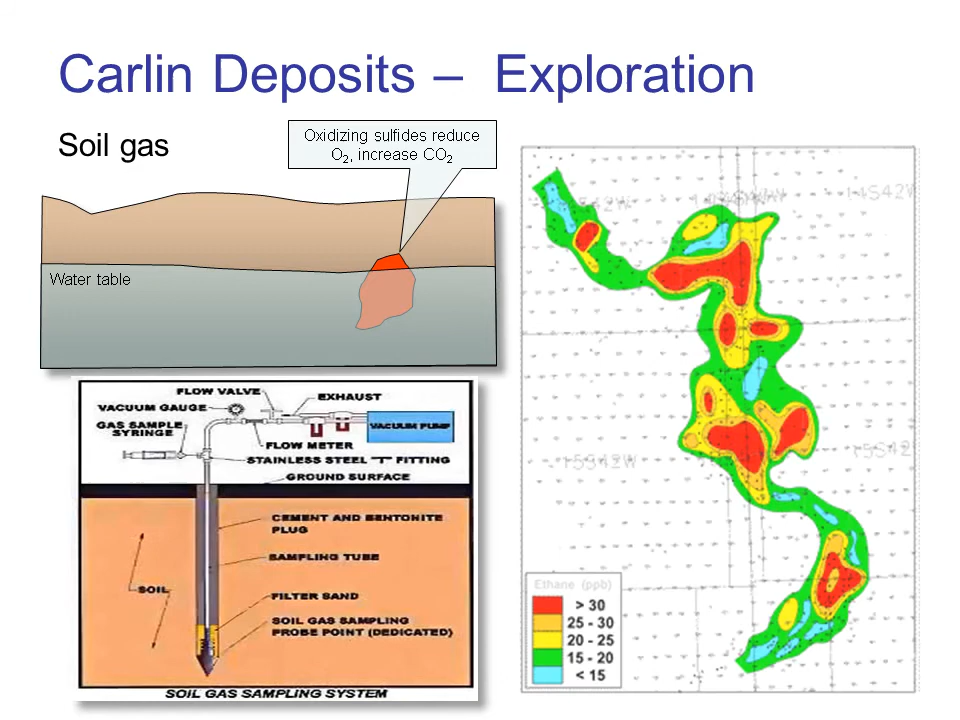 Carlin Deposits – Exploration
Soil gas
Oxidizing sulfides reduce
O₂, increase CO₂
Water table
FLOW VALVE
EXHAUST
VACUUM GAUGE
VACUUM PUMP
GAS SAMPLE
SYRINGE
FLOW METER
STAINLESS STEEL "T" FITTING
GROUND SURFACE
CEMENT AND BENTONITE
PLUG
SAMPLING TUBE
SOIL
FILTER SAND
SOIL GAS SAMPLING
PROBE POINT (DEDICATED)
SOIL GAS SAMPLING SYSTEM
14S42W
15S42W
15S42
Ethane (ppb)
> 30
25 - 30
20 - 25
15 - 20
< 15